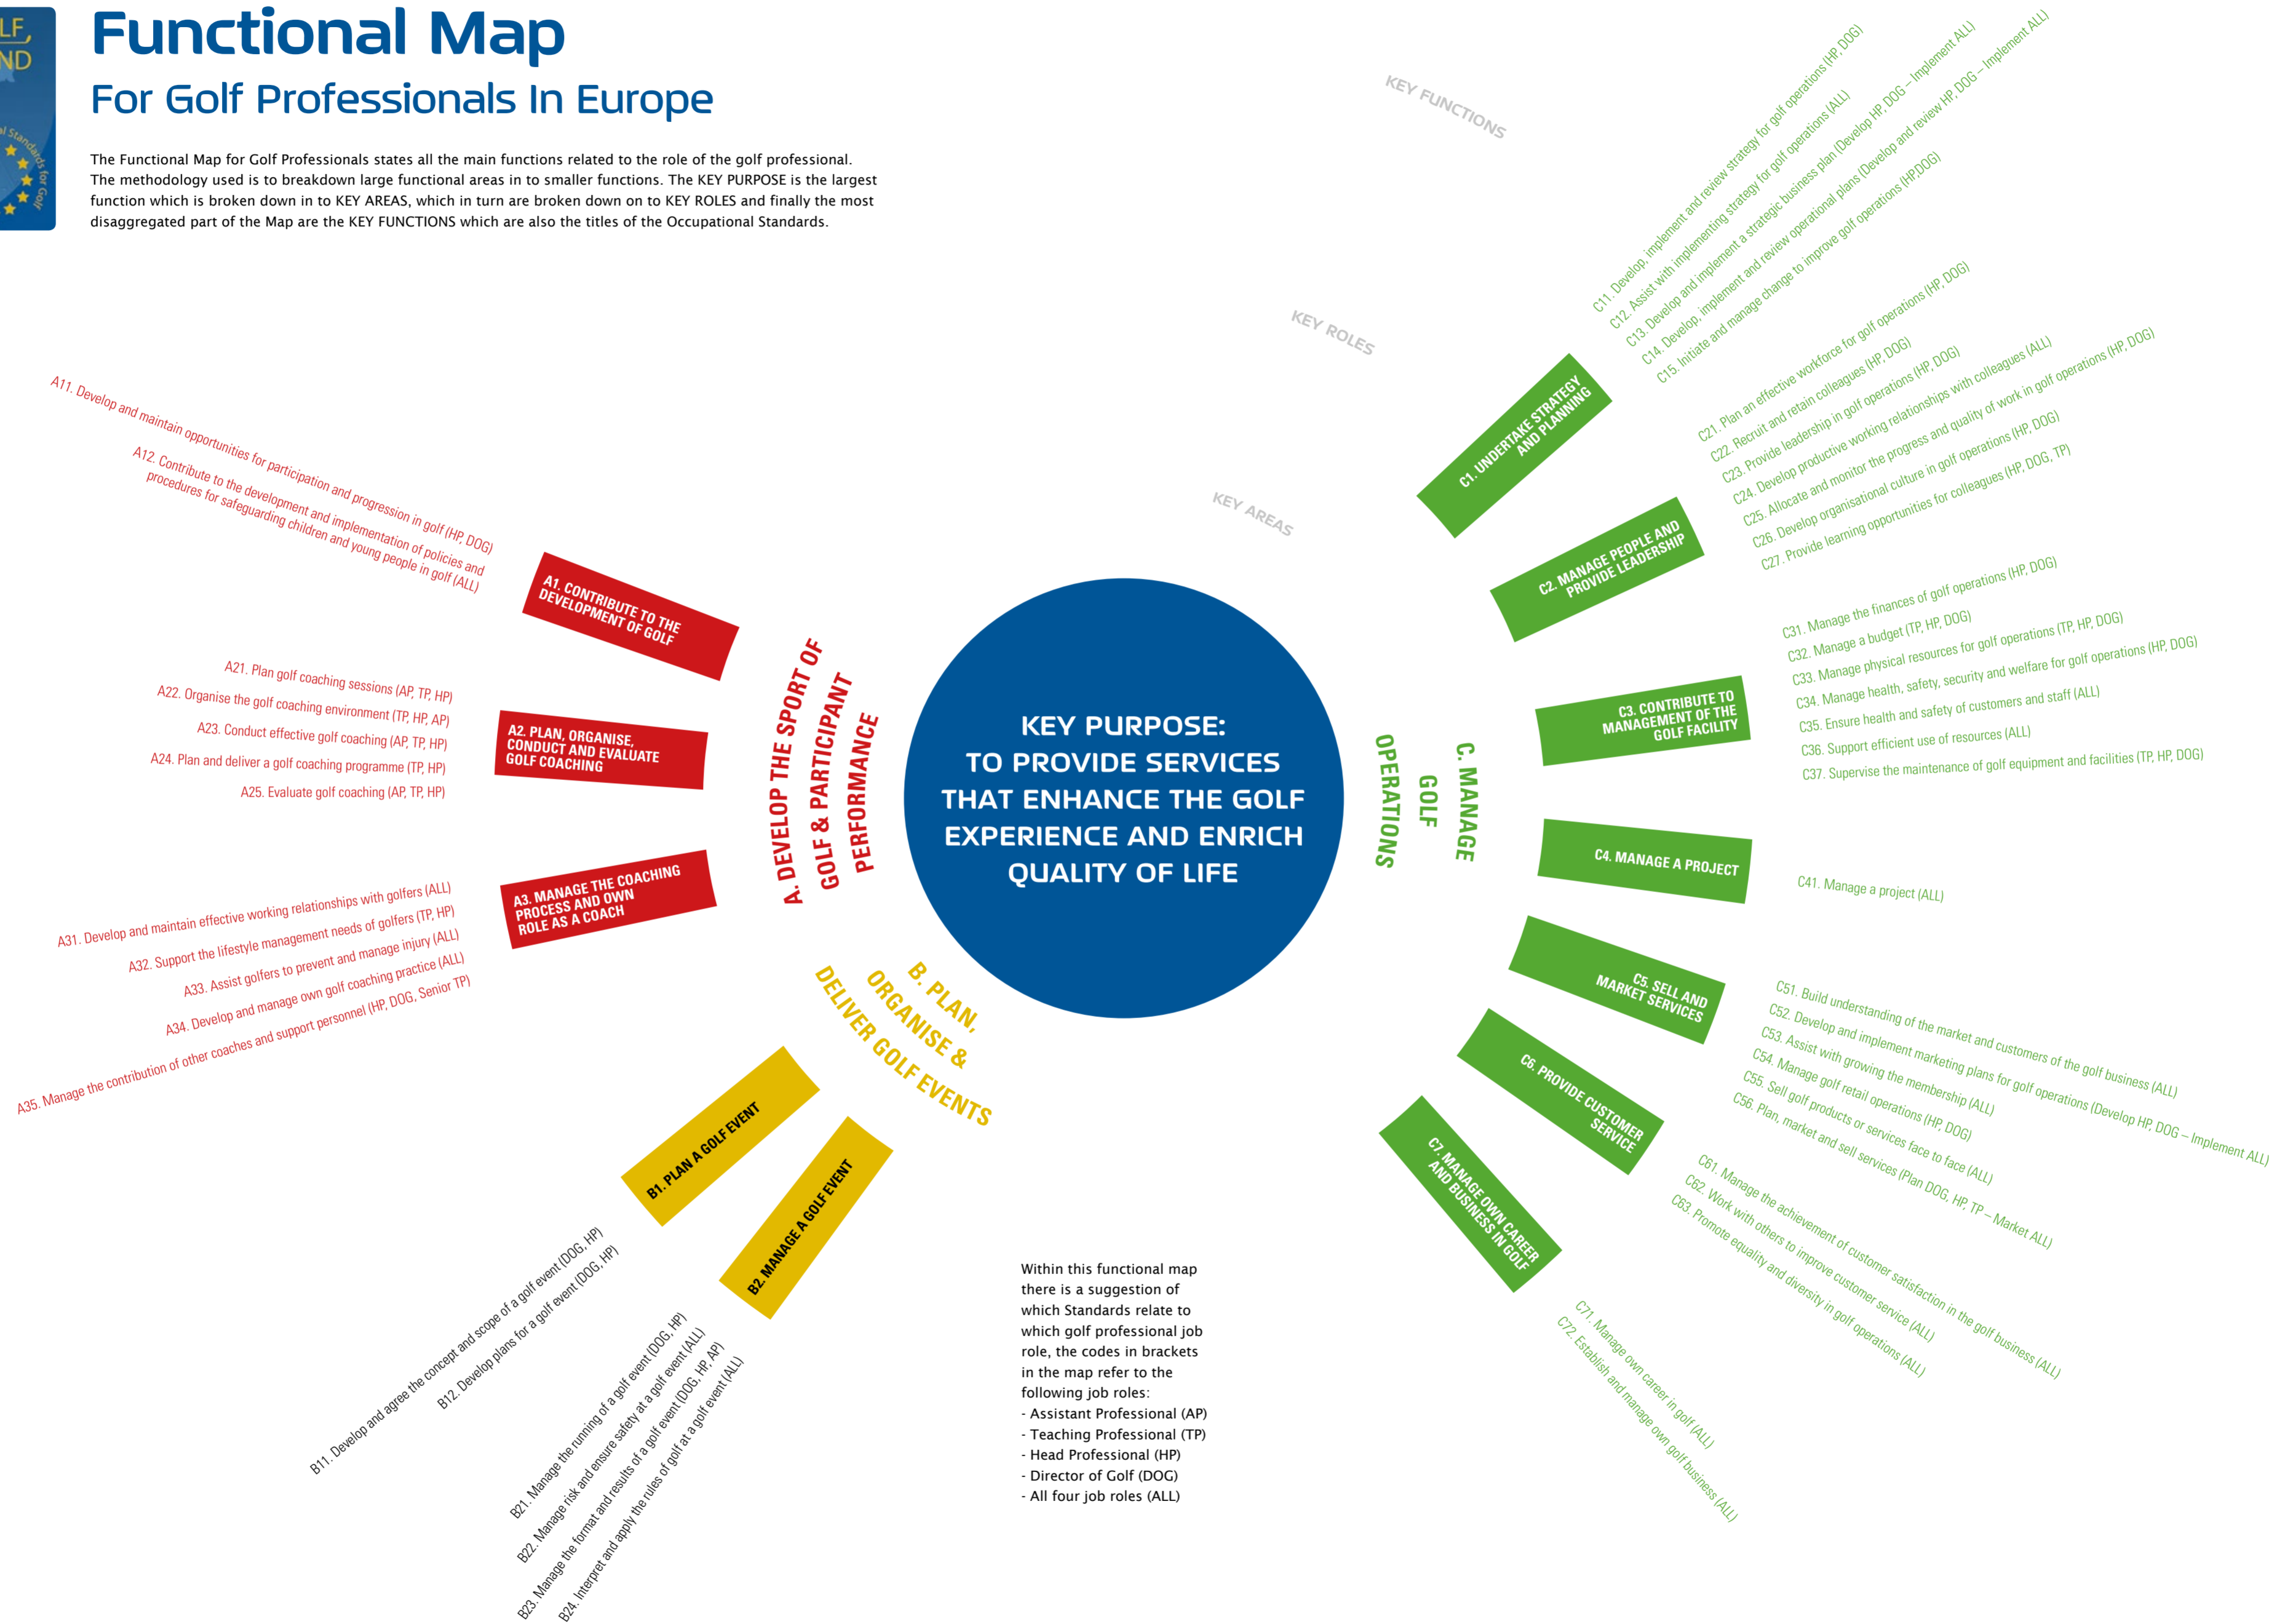 LF
ND
al Standards for Golf
Functional Map
For Golf Professionals In Europe
The Functional Map for Golf Professionals states all the main functions related to the role of the golf professional.
The methodology used is to breakdown large functional areas in to smaller functions. The KEY PURPOSE is the largest
function which is broken down in to KEY AREAS, which in turn are broken down on to KEY ROLES and finally the most
disaggregated part of the Map are the KEY FUNCTIONS which are also the titles of the Occupational Standards.
KEY FUNCTIONS
KEY ROLES
KEY AREAS
KEY PURPOSE:
TO PROVIDE SERVICES
THAT ENHANCE THE GOLF
EXPERIENCE AND ENRICH
QUALITY OF LIFE
A. DEVELOP THE SPORT OF
GOLF & PARTICIPANT
PERFORMANCE
A1. CONTRIBUTE TO THE
DEVELOPMENT OF GOLF
A11. Develop and maintain opportunities for participation and progression in golf (HP, DOG)
A12. Contribute to the development and implementation of policies and
procedures for safeguarding children and young people in golf (ALL)
A2. PLAN, ORGANISE,
CONDUCT AND EVALUATE
GOLF COACHING
A21. Plan golf coaching sessions (AP, TP, HP)
A22. Organise the golf coaching environment (TP, HP, AP)
A23. Conduct effective golf coaching (AP, TP, HP)
A24. Plan and deliver a golf coaching programme (TP, HP)
A25. Evaluate golf coaching (AP, TP, HP)
A3. MANAGE THE COACHING
PROCESS AND OWN
ROLE AS A COACH
A31. Develop and maintain effective working relationships with golfers (ALL)
A32. Support the lifestyle management needs of golfers (TP, HP)
A33. Assist golfers to prevent and manage injury (ALL)
A34. Develop and manage own golf coaching practice (ALL)
A35. Manage the contribution of other coaches and support personnel (HP, DOG, Senior TP)
B. PLAN,
ORGANISE &
DELIVER GOLF EVENTS
B1. PLAN A GOLF EVENT
B11. Develop and agree the concept and scope of a golf event (DOG, HP)
B12. Develop plans for a golf event (DOG, HP)
B2. MANAGE A GOLF EVENT
B21. Manage the running of a golf event (DOG, HP)
B22. Manage risk and ensure safety at a golf event (ALL)
B23. Manage the format and results of a golf event (DOG, HP, AP)
B24. Interpret and apply the rules of golf at a golf event (ALL)
C. MANAGE
GOLF
OPERATIONS
C1. UNDERTAKE STRATEGY
AND PLANNING
C11. Develop, implement and review strategy for golf operations (HP, DOG)
C12. Assist with implementing strategy for golf operations (ALL)
C13. Develop and implement a strategic business plan (Develop HP, DOG – Implement ALL)
C14. Develop, implement and review operational plans (Develop and review HP, DOG – Implement ALL)
C15. Initiate and manage change to improve golf operations (HP,DOG)
C2. MANAGE PEOPLE AND
PROVIDE LEADERSHIP
C21. Plan an effective workforce for golf operations (HP, DOG)
C22. Recruit and retain colleagues (HP, DOG)
C23. Provide leadership in golf operations (HP, DOG)
C24. Develop productive working relationships with colleagues (ALL)
C25. Allocate and monitor the progress and quality of work in golf operations (HP, DOG)
C26. Develop organisational culture in golf operations (HP, DOG)
C27. Provide learning opportunities for colleagues (HP, DOG, TP)
C3. CONTRIBUTE TO
MANAGEMENT OF THE
GOLF FACILITY
C31. Manage the finances of golf operations (HP, DOG)
C32. Manage a budget (TP, HP, DOG)
C33. Manage physical resources for golf operations (TP, HP, DOG)
C34. Manage health, safety, security and welfare for golf operations (HP, DOG)
C35. Ensure health and safety of customers and staff (ALL)
C36. Support efficient use of resources (ALL)
C37. Supervise the maintenance of golf equipment and facilities (TP, HP, DOG)
C4. MANAGE A PROJECT
C41. Manage a project (ALL)
C5. SELL AND
MARKET SERVICES
C51. Build understanding of the market and customers of the golf business (ALL)
C52. Develop and implement marketing plans for golf operations (Develop HP, DOG – Implement ALL)
C53. Assist with growing the membership (ALL)
C54. Manage golf retail operations (HP, DOG)
C55. Sell golf products or services face to face (ALL)
C56. Plan, market and sell services (Plan DOG, HP, TP – Market ALL)
C6. PROVIDE CUSTOMER
SERVICE
C61. Manage the achievement of customer satisfaction in the golf business (ALL)
C62. Work with others to improve customer service (ALL)
C63. Promote equality and diversity in golf operations (ALL)
C7. MANAGE OWN CAREER
AND BUSINESS IN GOLF
C71. Manage own career in golf (ALL)
C72. Establish and manage own golf business (ALL)
Within this functional map
there is a suggestion of
which Standards relate to
which golf professional job
role, the codes in brackets
in the map refer to the
following job roles:
- Assistant Professional (AP)
- Teaching Professional (TP)
- Head Professional (HP)
- Director of Golf (DOG)
- All four job roles (ALL)